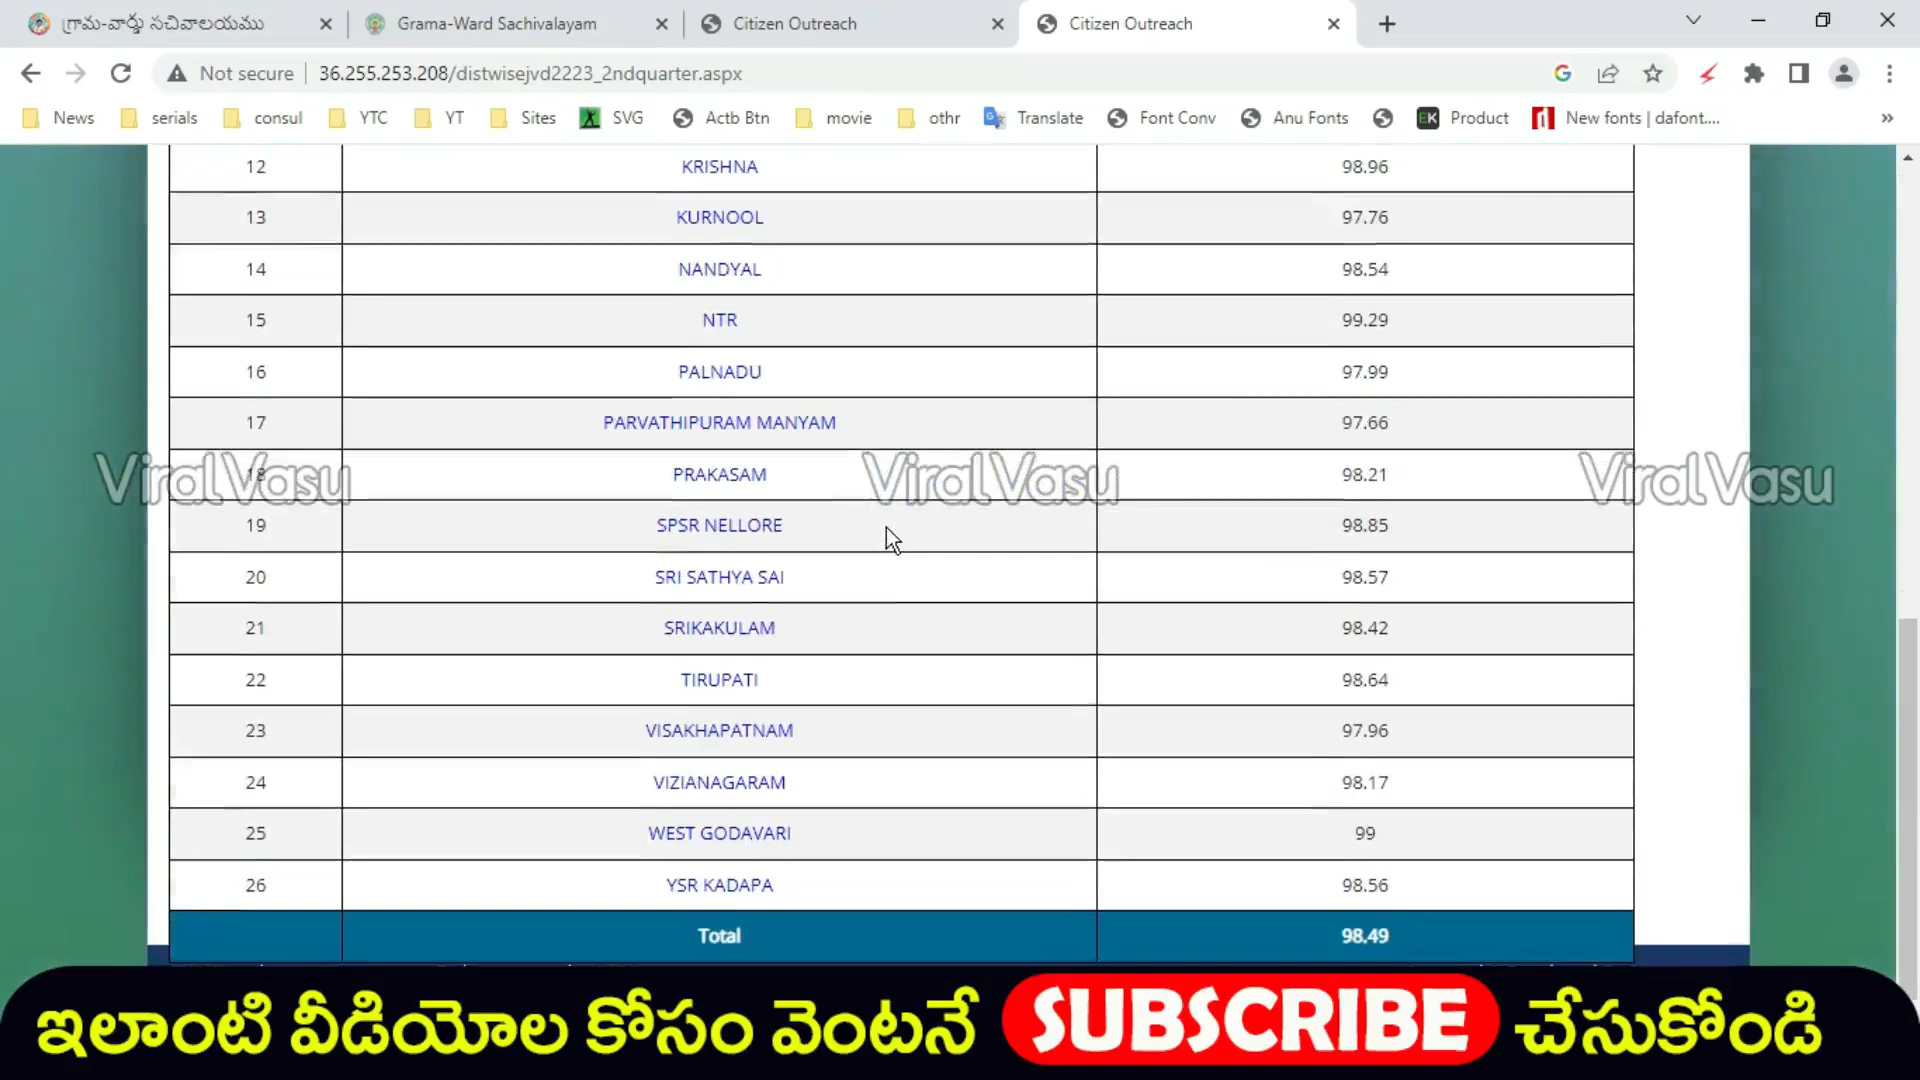 గ్రామ-వార్డు సచివాలయము Grama-Ward Sachivalayam Citizen Outreach Citizen Outreach
Not secure 36.255.253.208/distwisejvd2223_2ndquarter.aspx
News serials consul YTC YT Sites SVG Actb Btn movie othr Translate Font Conv Anu Fonts EK Product New fonts | dafont.... »
12 KRISHNA 98.96
13 KURNOOL 97.76
14 NANDYAL 98.54
15 NTR 99.29
16 PALNADU 97.99
17 PARVATHIPURAM MANYAM 97.66
18 PRAKASAM 98.21
ViralVasu ViralVasu ViralVasu
19 SPSR NELLORE 98.85
20 SRI SATHYA SAI 98.57
21 SRIKAKULAM 98.42
22 TIRUPATI 98.64
23 VISAKHAPATNAM 97.96
24 VIZIANAGARAM 98.17
25 WEST GODAVARI 99
26 YSR KADAPA 98.56
Total 98.49
ఇలాంటి వీడియోల కోసం వెంటనే SUBSCRIBE చేసుకోండి